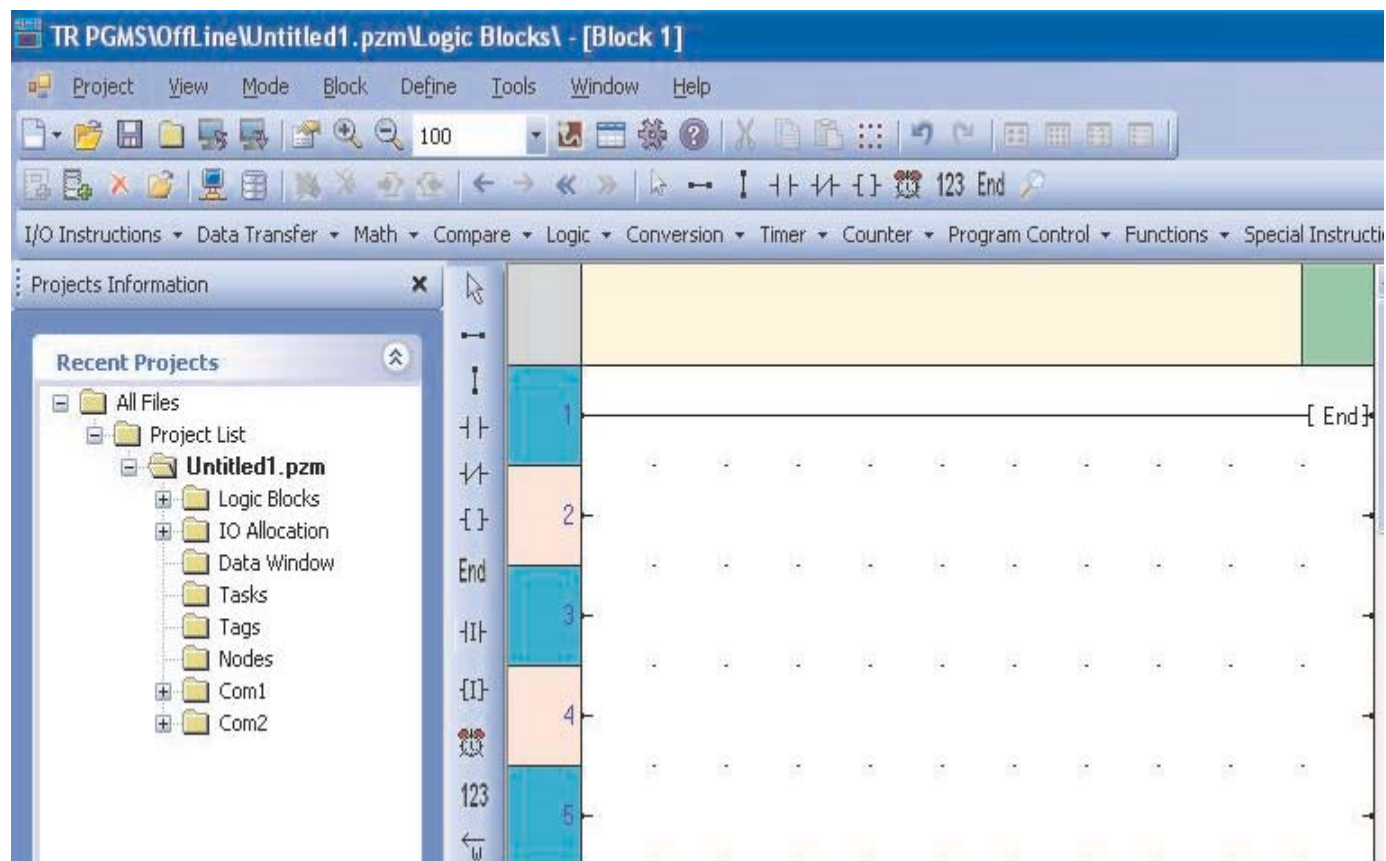 TR PGMS\OffLine\Untitled1.pzm\Logic Blocks\ - [Block 1]
Project View Mode Block Define Tools Window Help
100
123 End
I/O Instructions Data Transfer Math Compare Logic Conversion Timer Counter Program Control Functions Special Instructi
Projects Information
Recent Projects
All Files
Project List
Untitled1.pzm
Logic Blocks
IO Allocation
Data Window
Tasks
Tags
Nodes
Com1
Com2
End
123
W
1
End
2
3
4
5